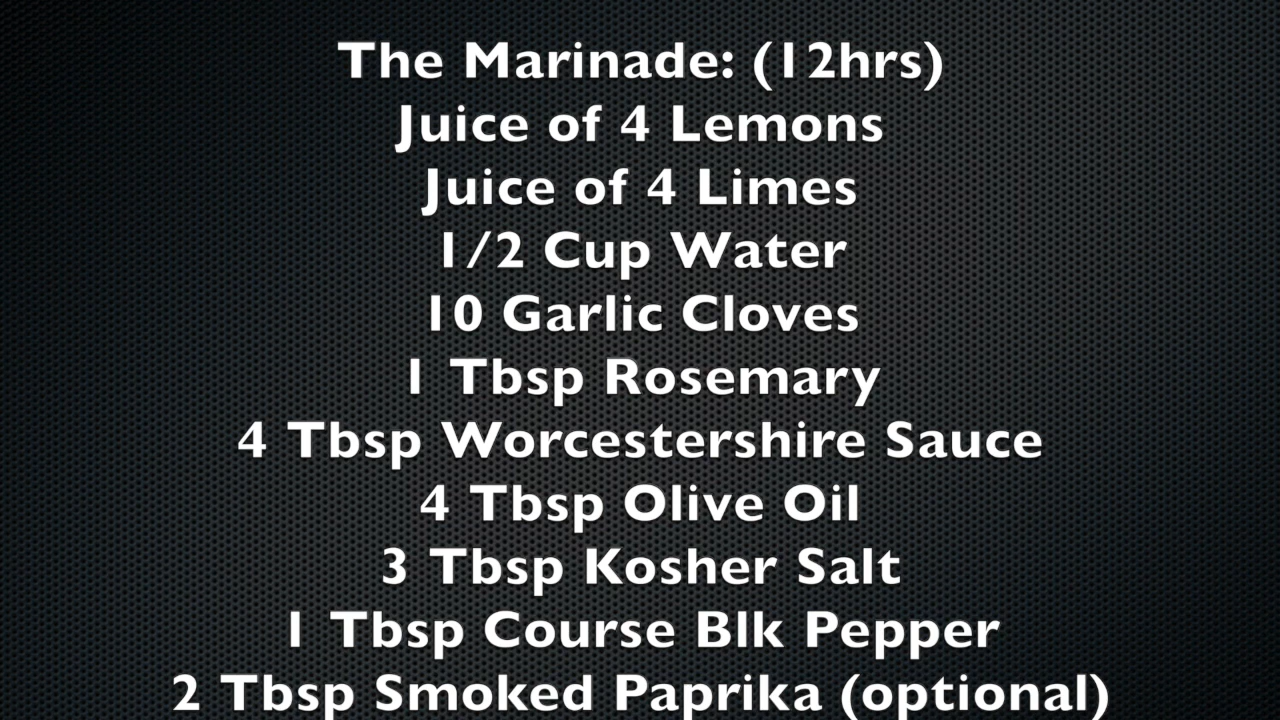 The Marinade: (12hrs)
Juice of 4 Lemons
Juice of 4 Limes
1/2 Cup Water
10 Garlic Cloves
1 Tbsp Rosemary
4 Tbsp Worcestershire Sauce
4 Tbsp Olive Oil
3 Tbsp Kosher Salt
1 Tbsp Course Blk Pepper
2 Tbsp Smoked Paprika (optional)